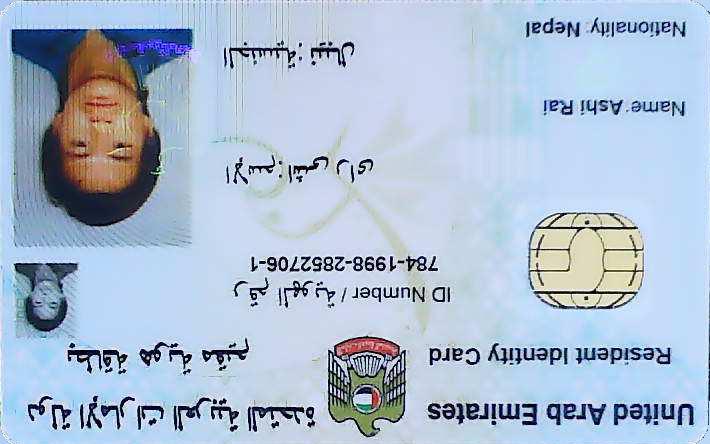 United Arab Emirates
دولة الإمارات العربية المتحدة
Resident Identity Card
بطاقة هوية مقيم
ID Number / رقم الهوية
784-1998-2852706-1
الإسم: اشى راى
Name: Ashi Rai
الجنسية: نيبال
Nationality: Nepal